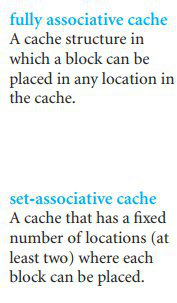 fully associative cache
A cache structure in
which a block can be
placed in any location in
the cache.
set-associative cache
A cache that has a fixed
number of locations (at
least two) where each
block can be placed.